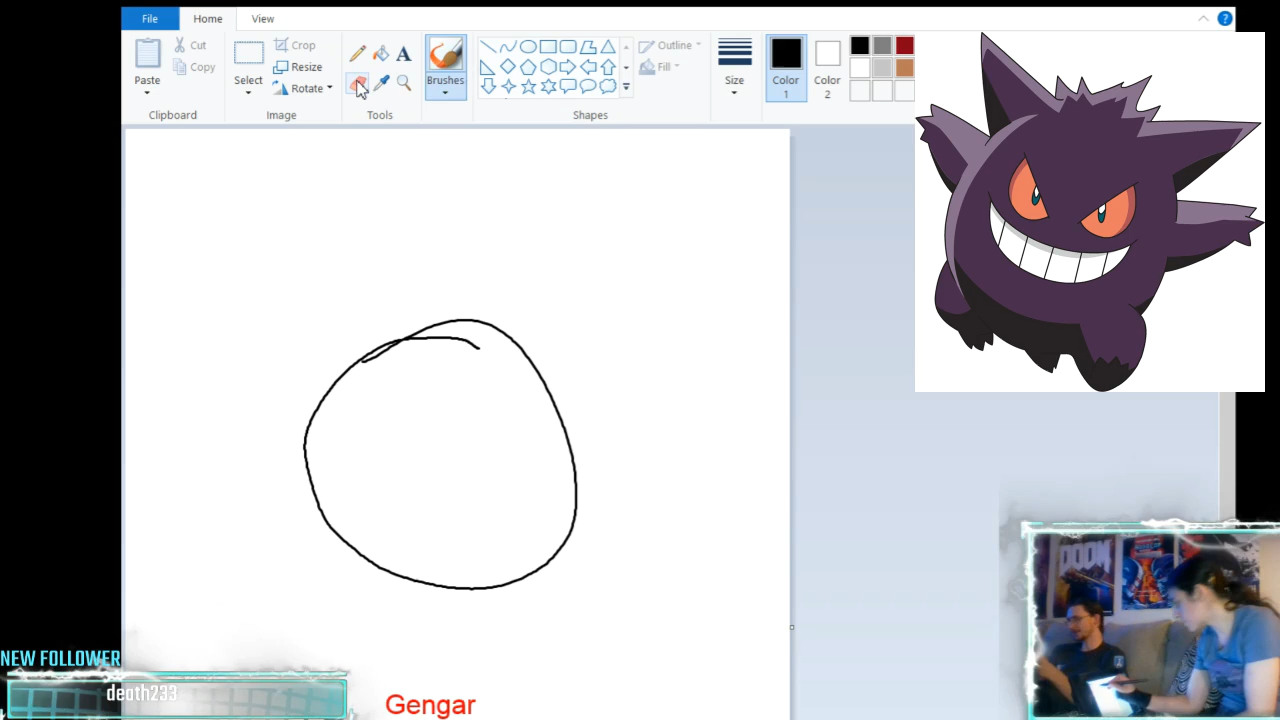 File Home View
Cut
Copy
Paste
Clipboard
Crop
Resize
Rotate
Select
Image
A
Tools
Brushes
Shapes
Outline
Fill
Size
Color
1
Color
2
DOOM
NEW FOLLOWER
death233
Gengar